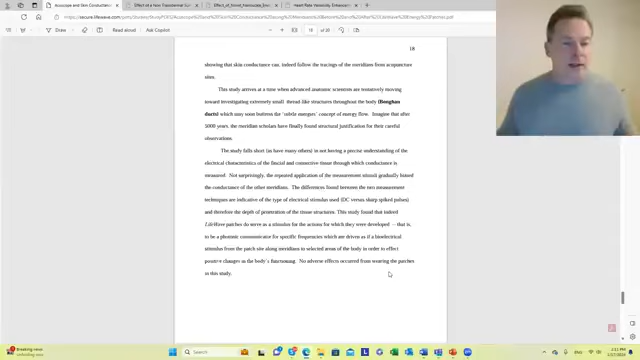 https://secure.lifewave.com
18 of 20
18
showing that skin conductance can, indeed follow the tracings of the meridians from acupuncture
sites.
This study arrives at a time when advanced anatomic scientists are tentatively moving
toward investigating extremely small thread-like structures throughout the body (Bonghan
ducts) which may soon buttress the 'subtle energies' concept of energy flow. Imagine that after
5000 years, the meridian scholars have finally found structural justification for their careful
observations.
The study falls short (as have many others) in not having a precise understanding of the
electrical characteristics of the fascial and connective tissue through which conductance is
measured. Not surprisingly, the repeated application of the measurement stimuli gradually biased
the conductance of the other meridians. The differences found between the two measurement
techniques are indicative of the type of electrical stimulus used (DC versus sharp spiked pulses)
and therefore the depth of penetration of the tissue structures. This study found that indeed
LifeWave patches do serve as a stimulus for the actions for which they were developed – that is,
to be a photonic communicator for specific frequencies which are driven as if a bioelectrical
stimulus from the patch site along meridians to selected areas of the body in order to effect
positive changes in the body's functioning. No adverse effects occurred from wearing the patches
in this study.
Breaking news
Search